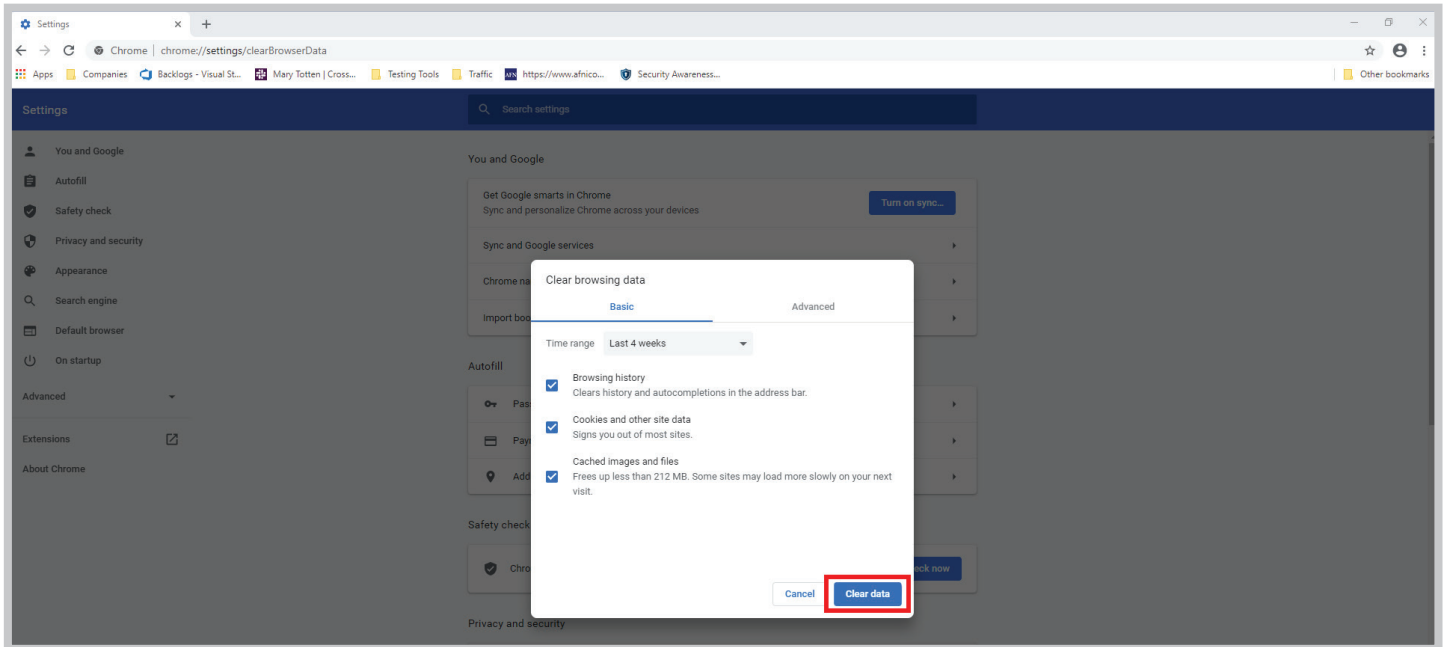 Settings
Chrome | chrome://settings/clearBrowserData
Apps Companies Backlogs - Visual St... Mary Totten | Cross... Testing Tools Traffic AFN https://www.afnico... Security Awareness... Other bookmarks
Settings
Search settings
You and Google
Autofill
Safety check
Privacy and security
Appearance
Search engine
Default browser
On startup
Advanced
Extensions
About Chrome
You and Google
Get Google smarts in Chrome
Sync and personalize Chrome across your devices
Turn on sync...
Sync and Google services
Chrome na
Import boo
Autofill
Pas
Pay
Add
Safety check
Chro
eck now
Privacy and security
Clear browsing data
Basic Advanced
Time range Last 4 weeks
Browsing history
Clears history and autocompletions in the address bar.
Cookies and other site data
Signs you out of most sites.
Cached images and files
Frees up less than 212 MB. Some sites may load more slowly on your next
visit.
Cancel Clear data